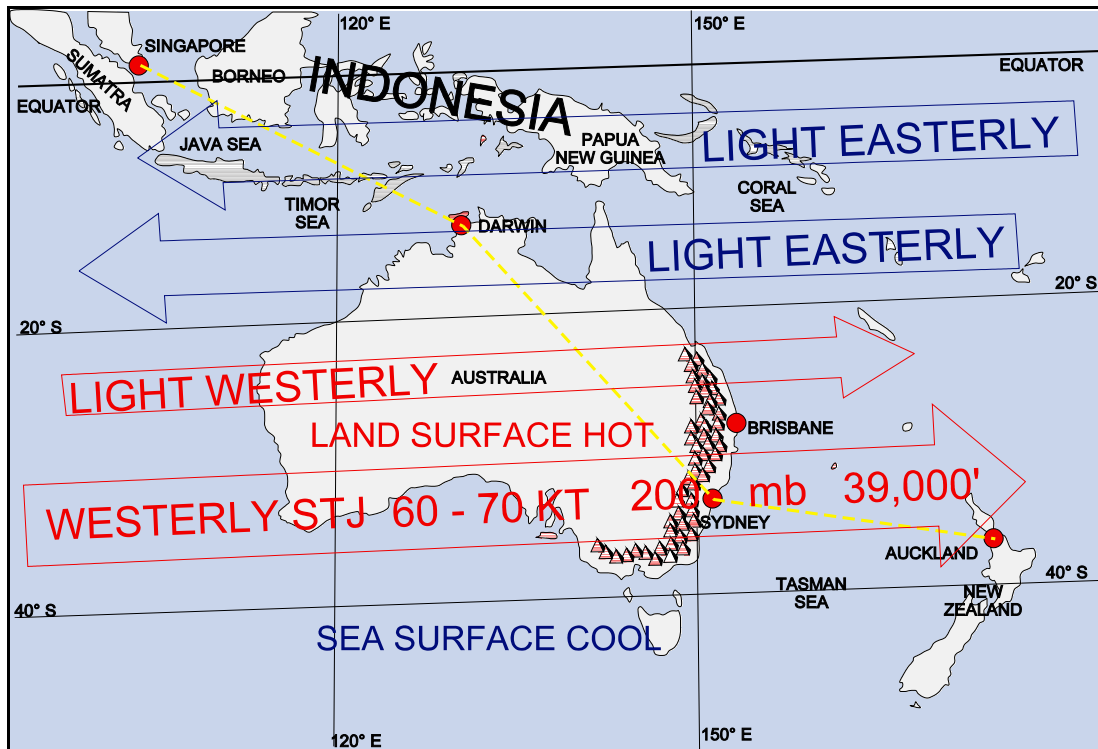 120° E
150° E
SINGAPORE
SUMATRA
BORNEO
INDONESIA
EQUATOR
EQUATOR
JAVA SEA
PAPUA
NEW GUINEA
LIGHT EASTERLY
CORAL
SEA
TIMOR
SEA
DARWIN
LIGHT EASTERLY
20° S
20° S
LIGHT WESTERLY
AUSTRALIA
LAND SURFACE HOT
BRISBANE
WESTERLY STJ 60 - 70 KT 200 mb 39,000'
SYDNEY
AUCKLAND
TASMAN
SEA
40° S
NEW
ZEALAND
40° S
SEA SURFACE COOL
120° E
150° E